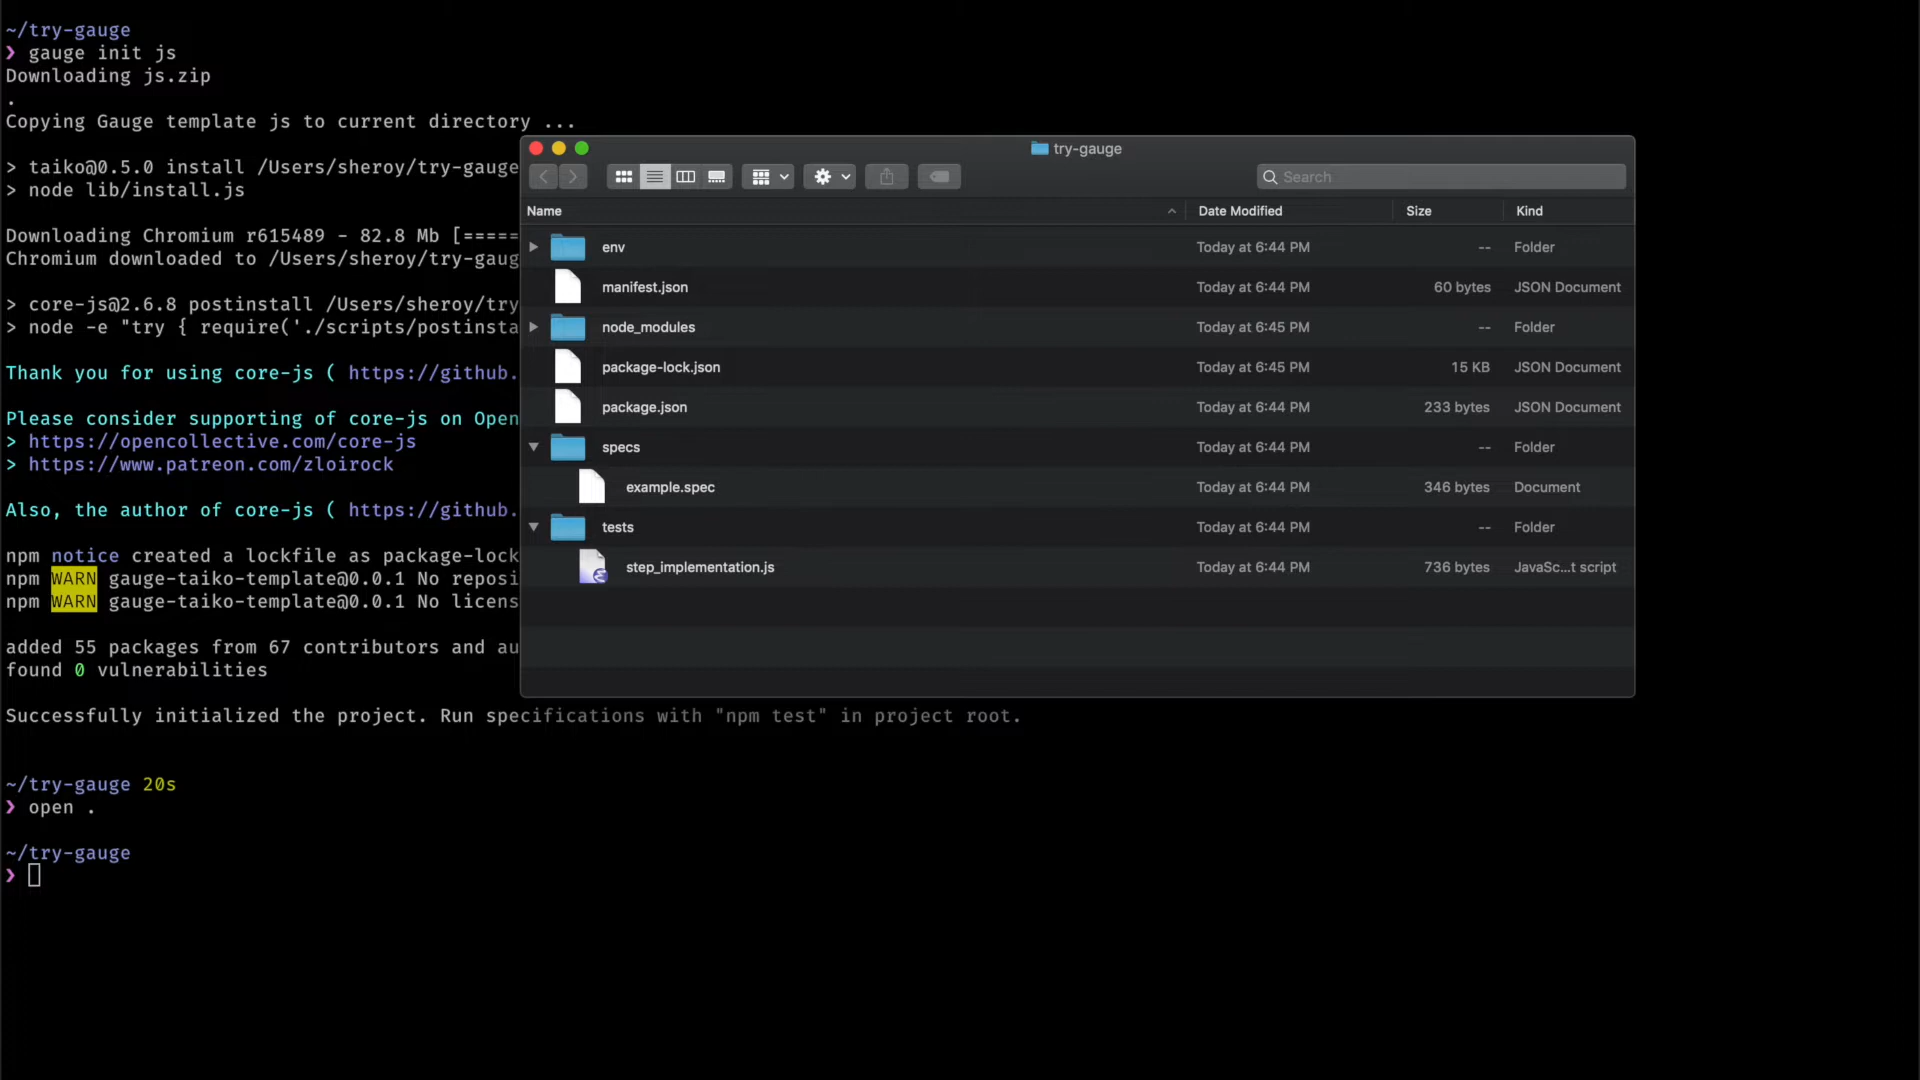 ~/try-gauge
❯ gauge init js
Downloading js.zip
.
Copying Gauge template js to current directory ...
> taiko@0.5.0 install /Users/sheroy/try-gauge
> node lib/install.js
Downloading Chromium r615489 - 82.8 Mb [=====
Chromium downloaded to /Users/sheroy/try-gaug
> core-js@2.6.8 postinstall /Users/sheroy/try
> node -e "try { require('./scripts/postinsta
Thank you for using core-js ( https://github.
Please consider supporting of core-js on Open
> https://opencollective.com/core-js
> https://www.patreon.com/zloirock
Also, the author of core-js ( https://github.
npm notice created a lockfile as package-lock
npm WARN gauge-taiko-template@0.0.1 No reposi
npm WARN gauge-taiko-template@0.0.1 No licens
added 55 packages from 67 contributors and au
found 0 vulnerabilities
Successfully initialized the project. Run specifications with "npm test" in project root.
~/try-gauge 20s
❯ open .
~/try-gauge
❯
try-gauge
Search
Name Date Modified Size Kind
env Today at 6:44 PM -- Folder
manifest.json Today at 6:44 PM 60 bytes JSON Document
node_modules Today at 6:45 PM -- Folder
package-lock.json Today at 6:45 PM 15 KB JSON Document
package.json Today at 6:44 PM 233 bytes JSON Document
specs Today at 6:44 PM -- Folder
example.spec Today at 6:44 PM 346 bytes Document
tests Today at 6:44 PM -- Folder
step_implementation.js Today at 6:44 PM 736 bytes JavaSc...t script